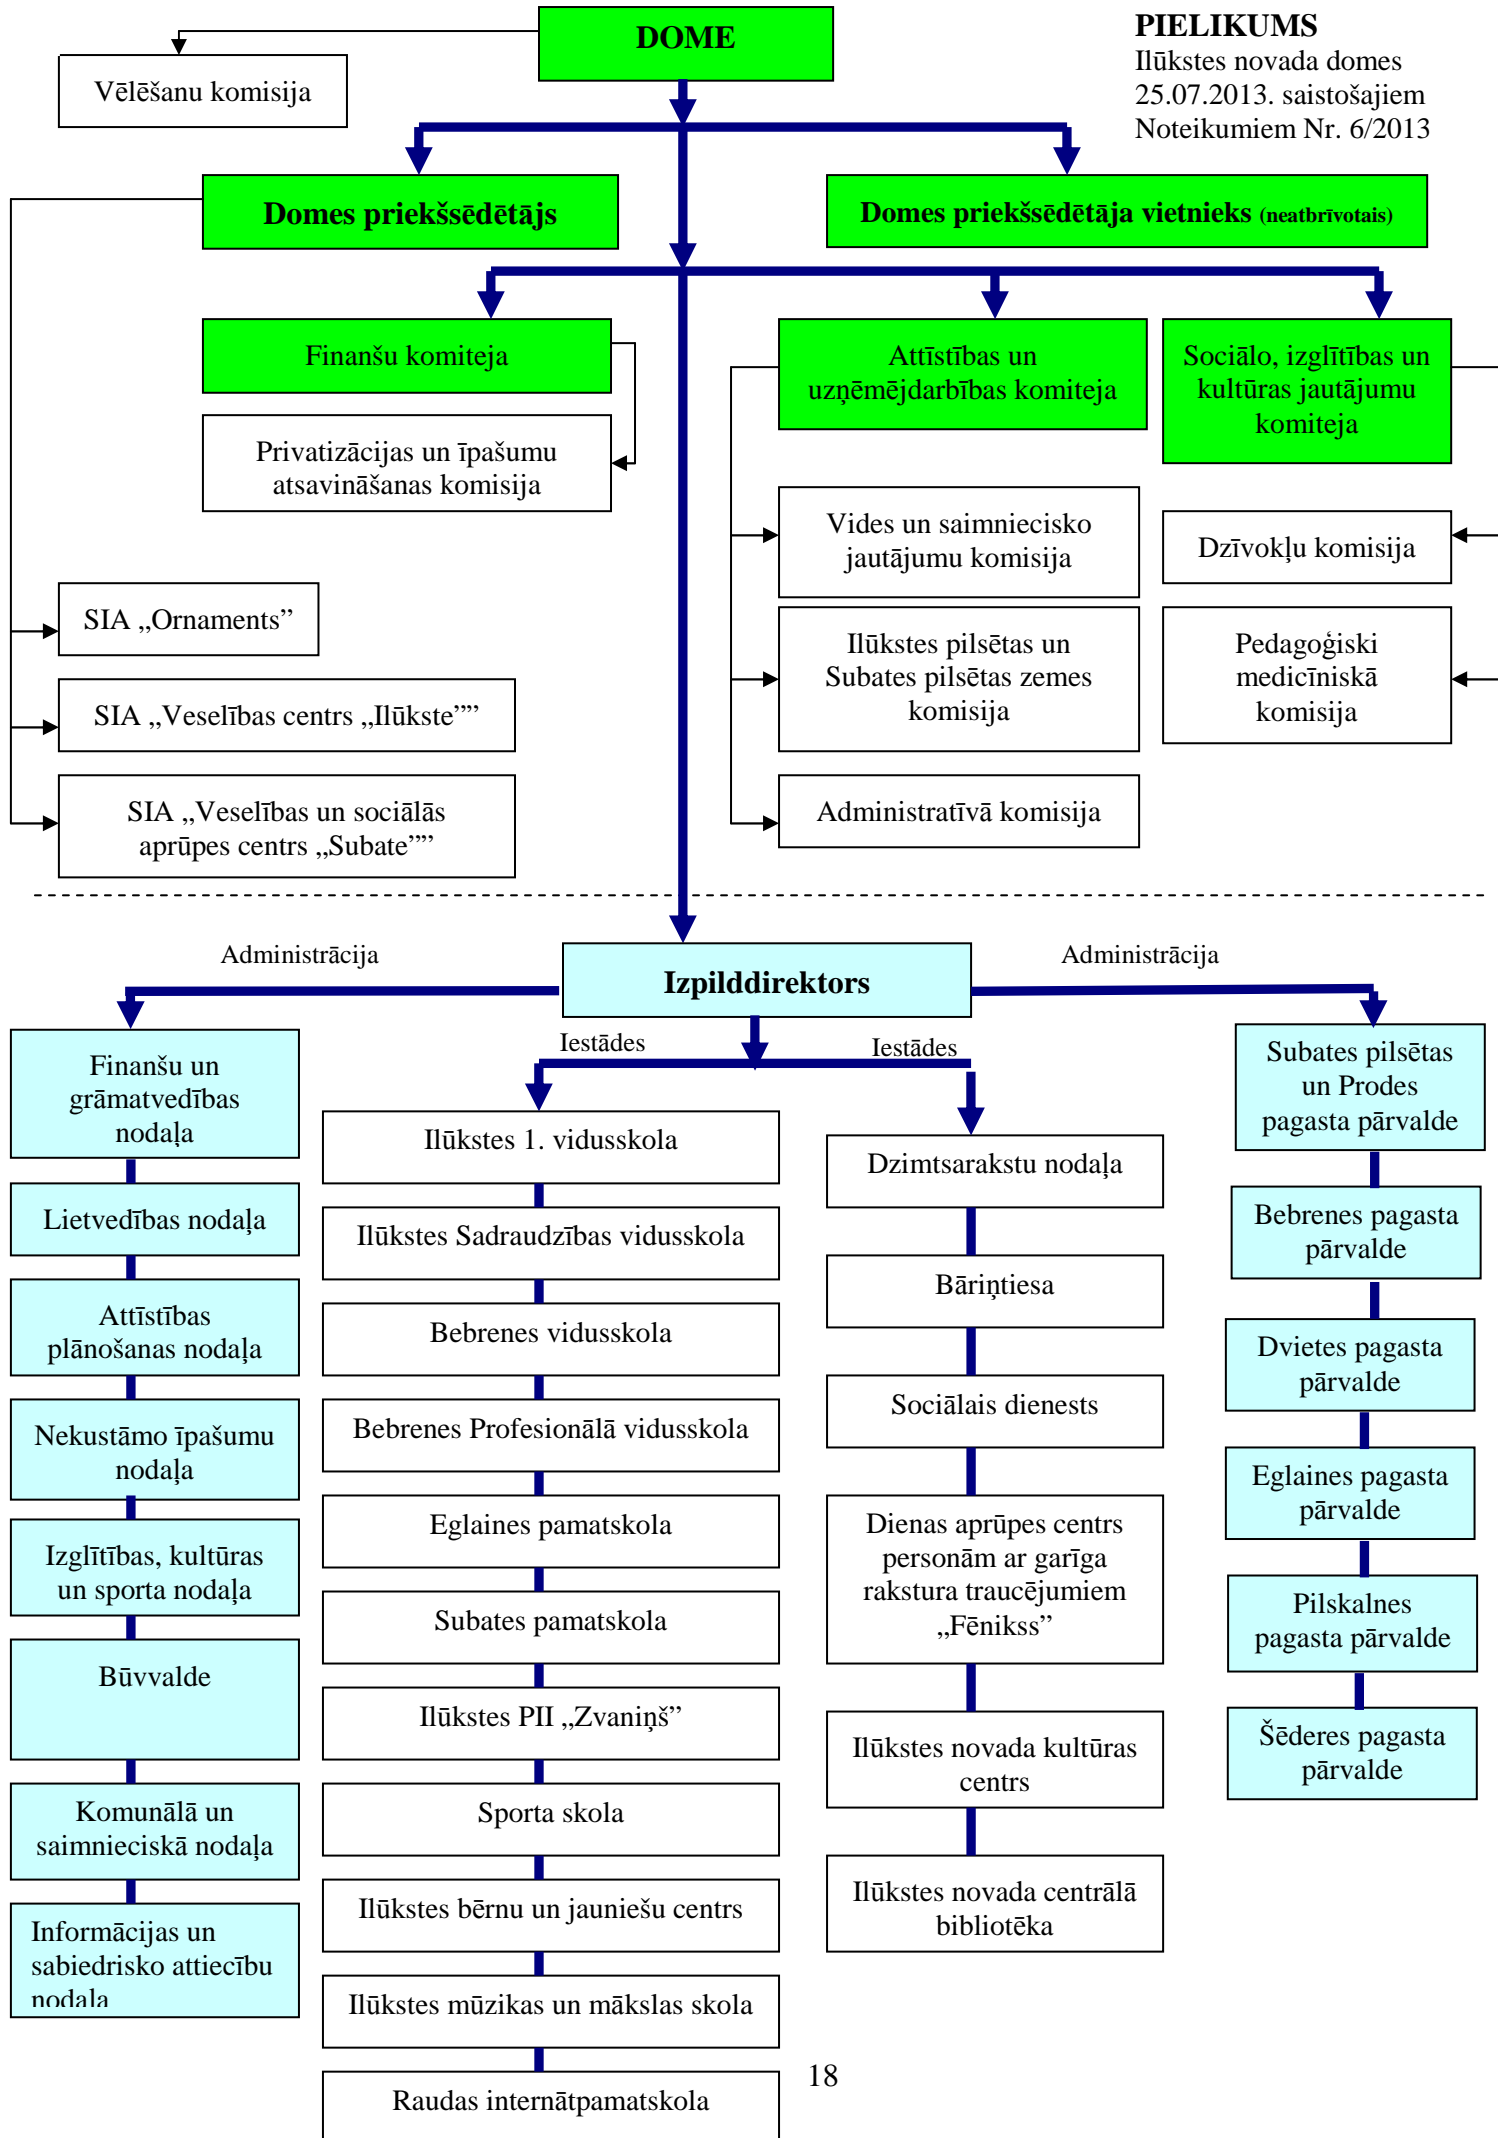 DOME
PIELIKUMS
Ilūkstes novada domes
25.07.2013. saistošajiem
Noteikumiem Nr. 6/2013
Vēlēšanu komisija
Domes priekšsēdētājs
Domes priekšsēdētāja vietnieks (neatbrīvotais)
Finanšu komiteja
Attīstības un
uzņēmējdarbības komiteja
Sociālo, izglītības un
kultūras jautājumu
komiteja
Privatizācijas un īpašumu
atsavināšanas komisija
Vides un saimniecisko
jautājumu komisija
Dzīvokļu komisija
SIA „Ornaments”
Ilūkstes pilsētas un
Subates pilsētas zemes
komisija
Pedagoģiski
medicīniskā
komisija
SIA „Veselības centrs „Ilūkste””
SIA „Veselības un sociālās
aprūpes centrs „Subate””
Administratīvā komisija
Administrācija
Izpilddirektors
Administrācija
Iestādes
Iestādes
Finanšu un
grāmatvedības
nodaļa
Lietvedības nodaļa
Attīstības
plānošanas nodaļa
Nekustāmo īpašumu
nodaļa
Izglītības, kultūras
un sporta nodaļa
Būvvalde
Komunālā un
saimnieciskā nodaļa
Informācijas un
sabiedrisko attiecību
nodaļa
Ilūkstes 1. vidusskola
Ilūkstes Sadraudzības vidusskola
Bebrenes vidusskola
Bebrenes Profesionālā vidusskola
Eglaines pamatskola
Subates pamatskola
Ilūkstes PII „Zvaniņš”
Sporta skola
Ilūkstes bērnu un jauniešu centrs
Ilūkstes mūzikas un mākslas skola
Raudas internātpamatskola
Dzimtsarakstu nodaļa
Bāriņtiesa
Sociālais dienests
Dienas aprūpes centrs
personām ar garīga
rakstura traucējumiem
„Fēnikss”
Ilūkstes novada kultūras
centrs
Ilūkstes novada centrālā
bibliotēka
Subates pilsētas
un Prodes
pagasta pārvalde
Bebrenes pagasta
pārvalde
Dvietes pagasta
pārvalde
Eglaines pagasta
pārvalde
Pilskalnes
pagasta pārvalde
Šēderes pagasta
pārvalde
18